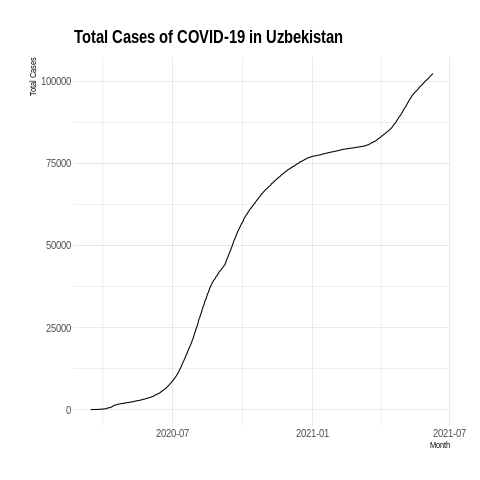 Total Cases of COVID-19 in Uzbekistan
Total Cases
100000
75000
50000
25000
0
2020-07
2021-01
2021-07
Month